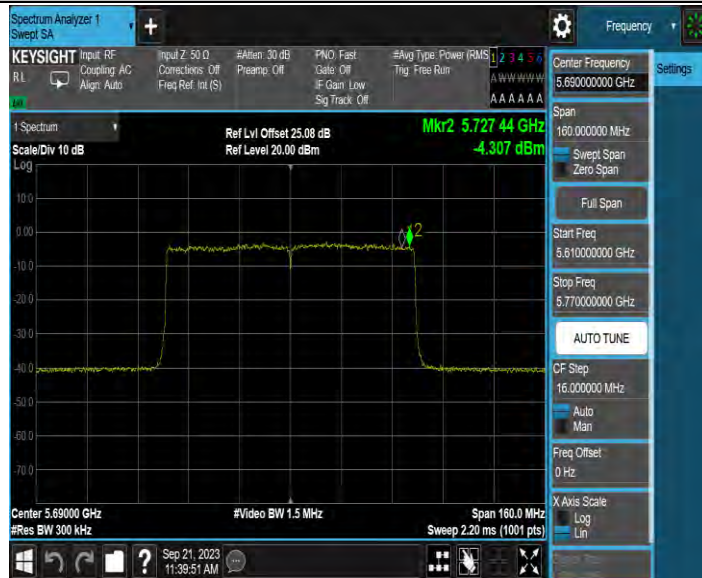 Spectrum Analyzer 1
Swept SA
+
Frequency
KEYSIGHT
RL
Input: RF
Coupling: AC
Align: Auto
Input Z: 50 Ω
Corrections: Off
Freq Ref: Int (S)
#Atten: 30 dB
Preamp: Off
PNO: Fast
Gate: Off
IF Gain: Low
Sig Track: Off
#Avg Type: Power (RMS
Trig: Free Run
1 2 3 4 5 6
A W W W W W
A A A A A A
1 Spectrum
Scale/Div 10 dB
Ref Lvl Offset 25.08 dB
Ref Level 20.00 dBm
Mkr2 5.727 44 GHz
-4.307 dBm
Log
10.0
0.00
-10.0
-20.0
-30.0
-40.0
-50.0
-60.0
-70.0
2
Center 5.69000 GHz
#Res BW 300 kHz
#Video BW 1.5 MHz
Span 160.0 MHz
Sweep 2.20 ms (1001 pts)
?
Sep 21, 2023
11:39:51 AM
Center Frequency
5.690000000 GHz
Settings
Span
160.000000 MHz
Swept Span
Zero Span
Full Span
Start Freq
5.610000000 GHz
Stop Freq
5.770000000 GHz
AUTO TUNE
CF Step
16.000000 MHz
Auto
Man
Freq Offset
0 Hz
X Axis Scale
Log
Lin